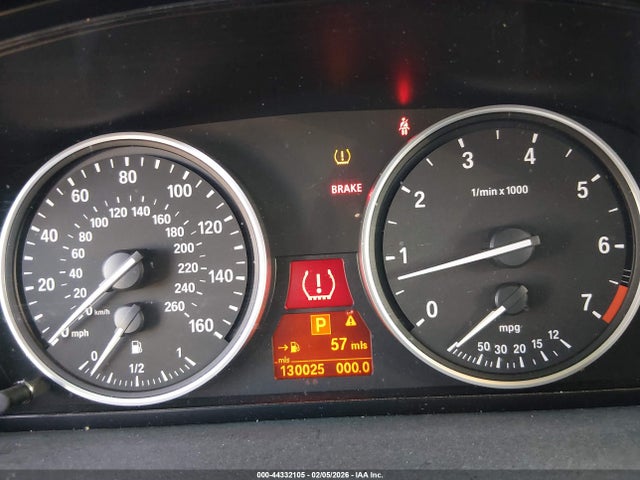 20 40 60 80 100 120 140 160
20 40 60 80 100 120 140 160 180 200 220 240 260
0 km/h
0 mph
0 1/2 1
BRAKE
P
57 mls
mls
130025 000.0
0 1 2 3 4 5 6 7
1/min x 1000
mpg
50 30 20 15 12
000-44332105 | 02/05/2026 | IAA Inc.